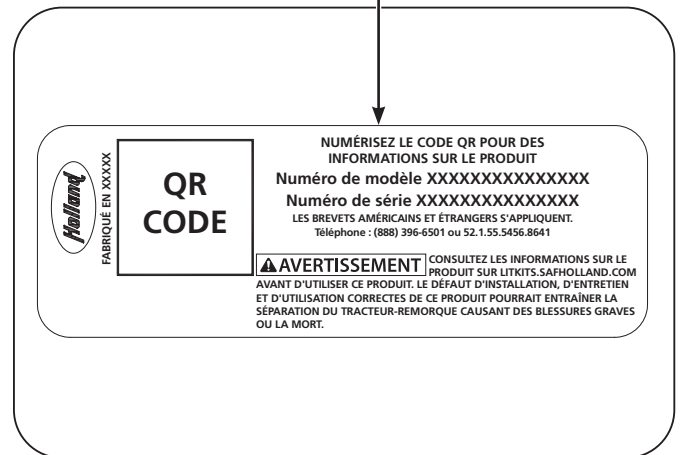 Holland
FABRIQUÉ EN XXXXX
QR
CODE
NUMÉRISEZ LE CODE QR POUR DES
INFORMATIONS SUR LE PRODUIT
Numéro de modèle XXXXXXXXXXXXXXX
Numéro de série XXXXXXXXXXXXXXX
LES BREVETS AMÉRICAINS ET ÉTRANGERS S'APPLIQUENT.
Téléphone : (888) 396-6501 ou 52.1.55.5456.8641
AVERTISSEMENT CONSULTEZ LES INFORMATIONS SUR LE
PRODUIT SUR LITKITS.SAFHOLLAND.COM
AVANT D'UTILISER CE PRODUIT. LE DÉFAUT D'INSTALLATION, D'ENTRETIEN
ET D'UTILISATION CORRECTES DE CE PRODUIT POURRAIT ENTRAÎNER LA
SÉPARATION DU TRACTEUR-REMORQUE CAUSANT DES BLESSURES GRAVES
OU LA MORT.